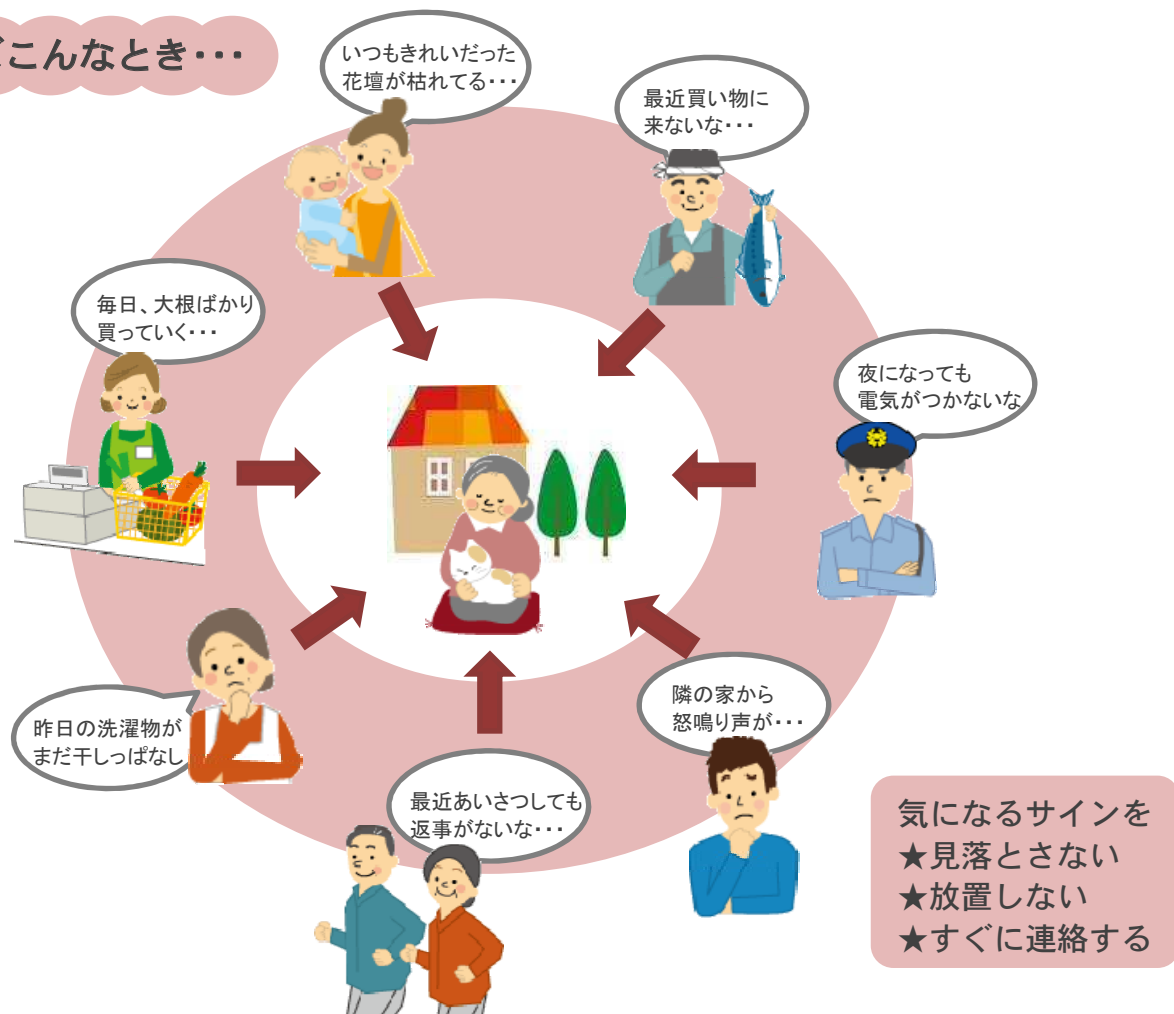 こんなとき･･･
いつもきれいだった
花壇が枯れてる･･･
最近買い物に
来ないな･･･
毎日、大根ばかり
買っていく･･･
夜になっても
電気がつかないな
昨日の洗濯物が
まだ干しっぱなし
隣の家から
怒鳴り声が･･･
最近あいさつしても
返事がないな･･･
気になるサインを
★見落とさない
★放置しない
★すぐに連絡する